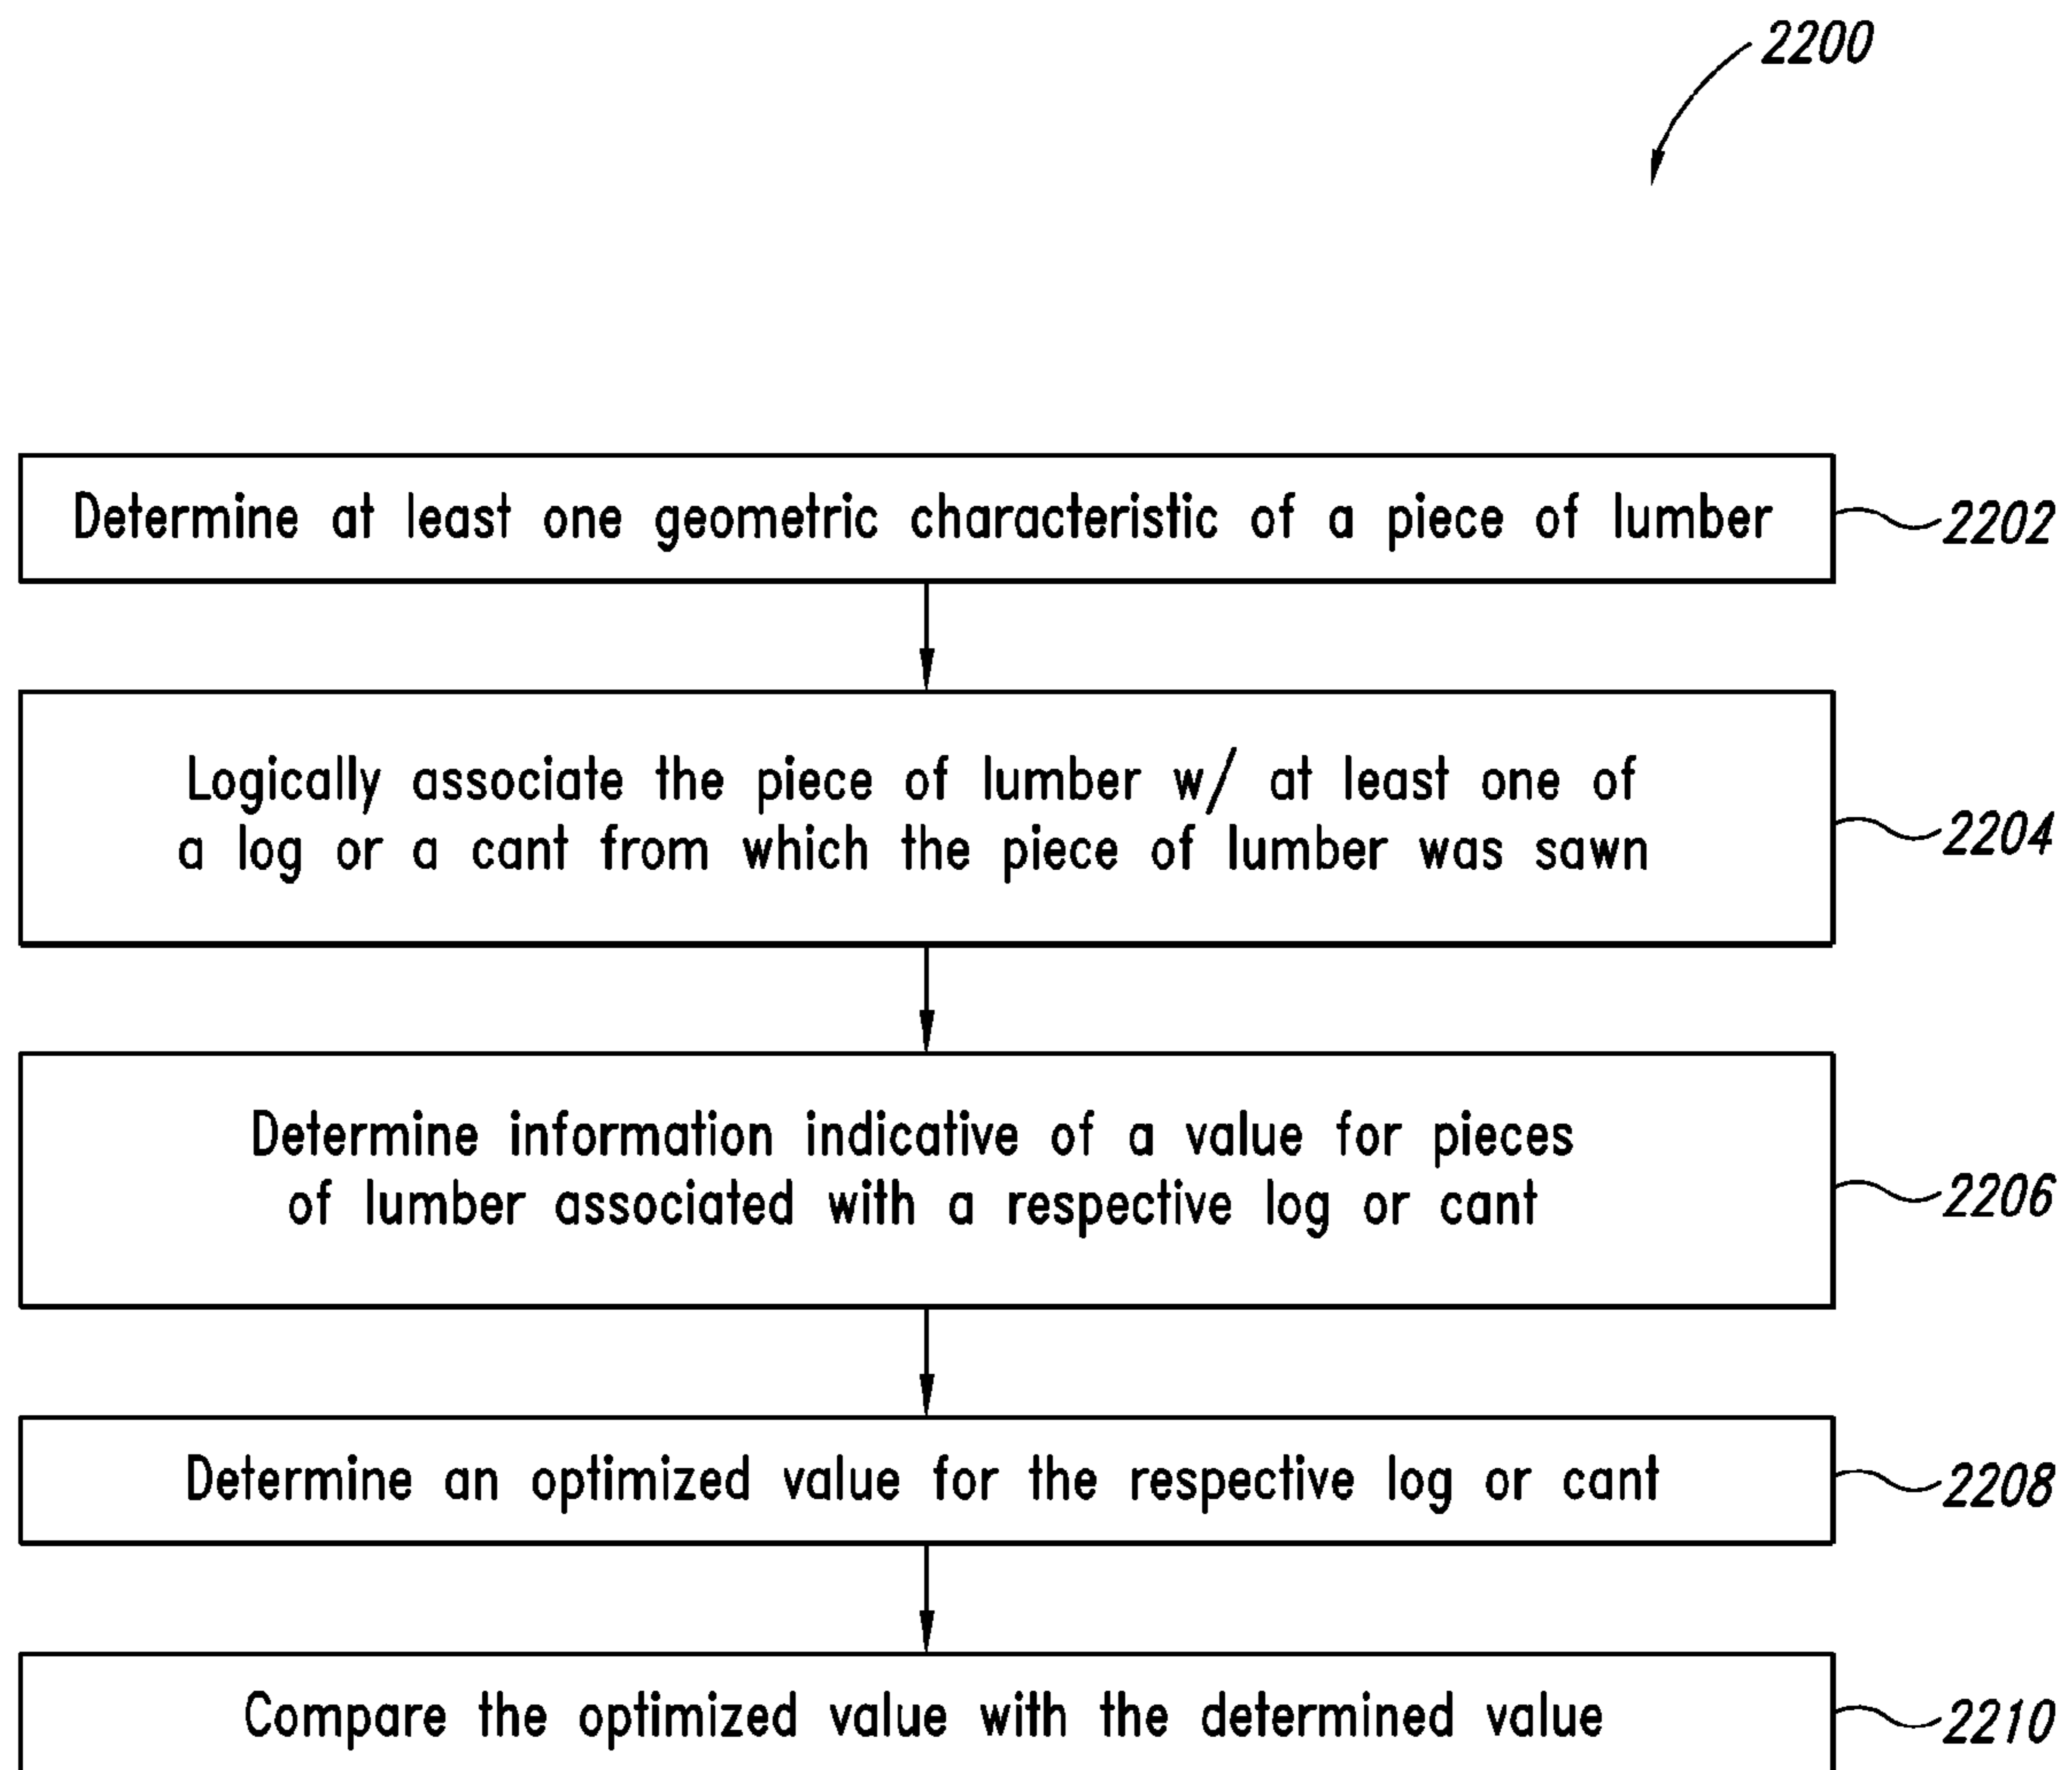 2200
Determine at least one geometric characteristic of a piece of lumber
2202
Logically associate the piece of lumber w/ at least one of
a log or a cant from which the piece of lumber was sawn
2204
Determine information indicative of a value for pieces
of lumber associated with a respective log or cant
2206
Determine an optimized value for the respective log or cant
2208
Compare the optimized value with the determined value
2210